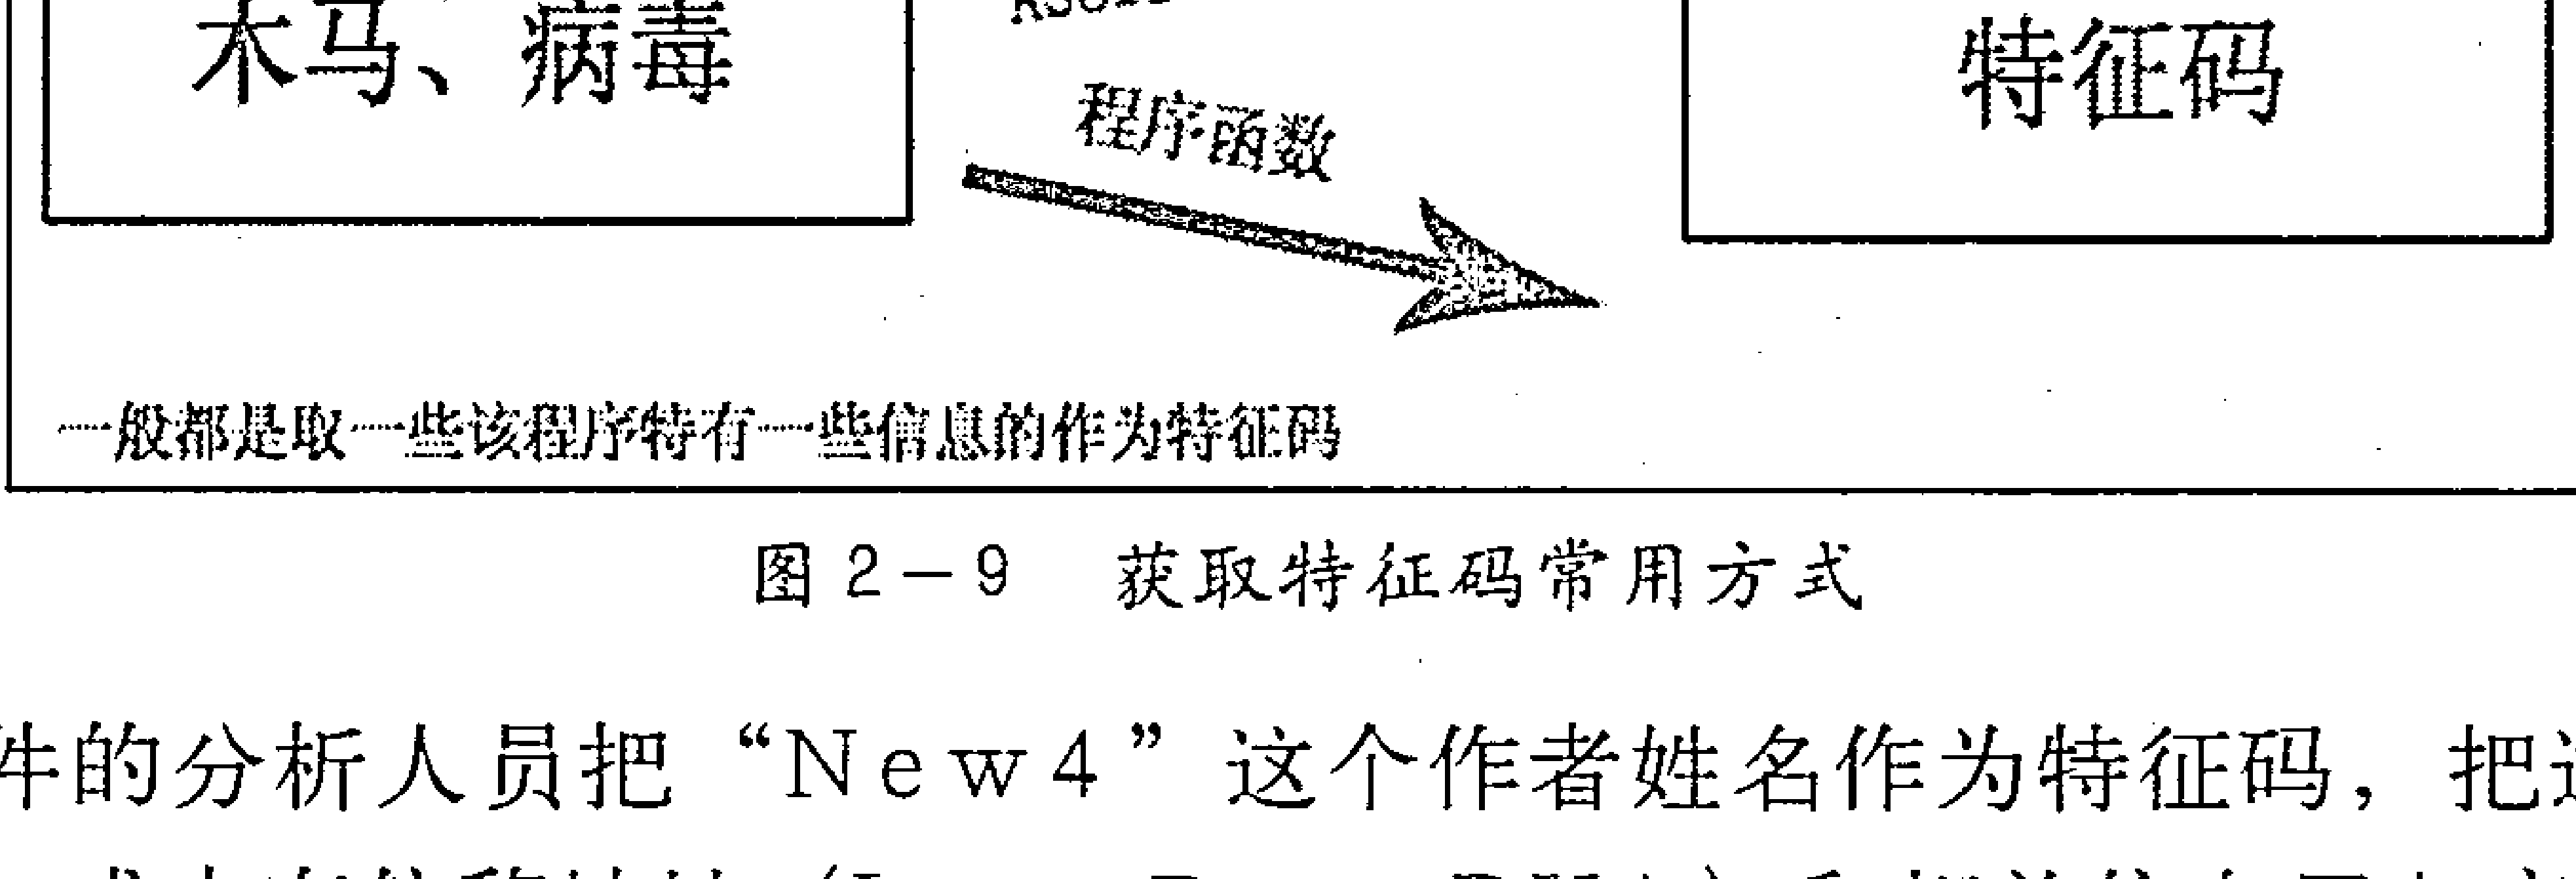 木马、病毒
特征码
程序函数
一般都是取一些该程序特有一些信息的作为特征码
图2-9 获取特征码常用方式
件的分析人员把“New4”这个作者姓名作为特征码，把